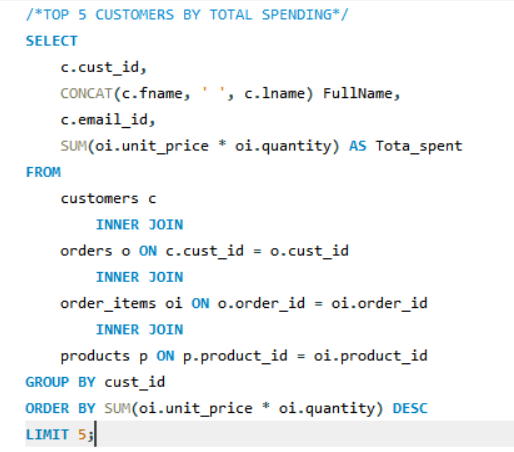 /*TOP 5 CUSTOMERS BY TOTAL SPENDING*/
SELECT
c.cust_id,
CONCAT(c.fname, ' ', c.lname) FullName,
c.email_id,
SUM(oi.unit_price * oi.quantity) AS Tota_spent
FROM
customers c
INNER JOIN
orders o ON c.cust_id = o.cust_id
INNER JOIN
order_items oi ON o.order_id = oi.order_id
INNER JOIN
products p ON p.product_id = oi.product_id
GROUP BY cust_id
ORDER BY SUM(oi.unit_price * oi.quantity) DESC
LIMIT 5;